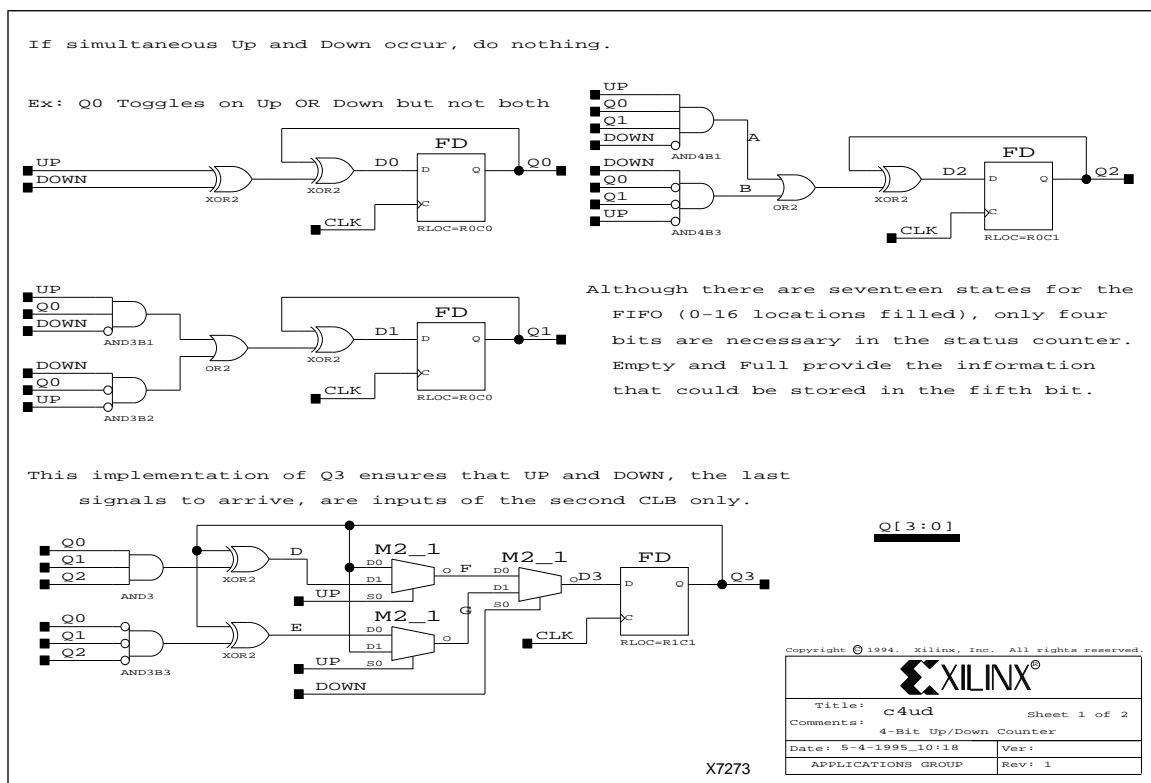 If simultaneous Up and Down occur, do nothing.
Ex: Q0 Toggles on Up OR Down but not both
UP
DOWN
XOR2
XOR2
D0
FD
D
Q
C
Q0
CLK
RLOC=R0C0
UP
Q0
Q1
DOWN
AND4B1
A
DOWN
Q0
Q1
UP
AND4B3
B
OR2
XOR2
D2
FD
D
Q
C
Q2
CLK
RLOC=R0C1
UP
Q0
DOWN
AND3B1
DOWN
Q0
UP
AND3B2
OR2
XOR2
D1
FD
D
Q
C
Q1
CLK
RLOC=R0C0
Although there are seventeen states for the
FIFO (0-16 locations filled), only four
bits are necessary in the status counter.
Empty and Full provide the information
that could be stored in the fifth bit.
This implementation of Q3 ensures that UP and DOWN, the last
signals to arrive, are inputs of the second CLB only.
Q0
Q1
Q2
AND3
XOR2
D
M2_1
D0
D1
S0
O
UP
F
Q0
Q1
Q2
AND3B3
XOR2
E
M2_1
D0
D1
S0
O
UP
G
DOWN
M2_1
D0
D1
S0
O
D3
FD
D
Q
C
Q3
CLK
RLOC=R1C1
Q[3:0]
Copyright © 1994. Xilinx, Inc. All rights reserved.
XILINX®
Title: c4ud Sheet 1 of 2
Comments: 4-Bit Up/Down Counter
Date: 5-4-1995_10:18 Ver:
APPLICATIONS GROUP Rev: 1
X7273